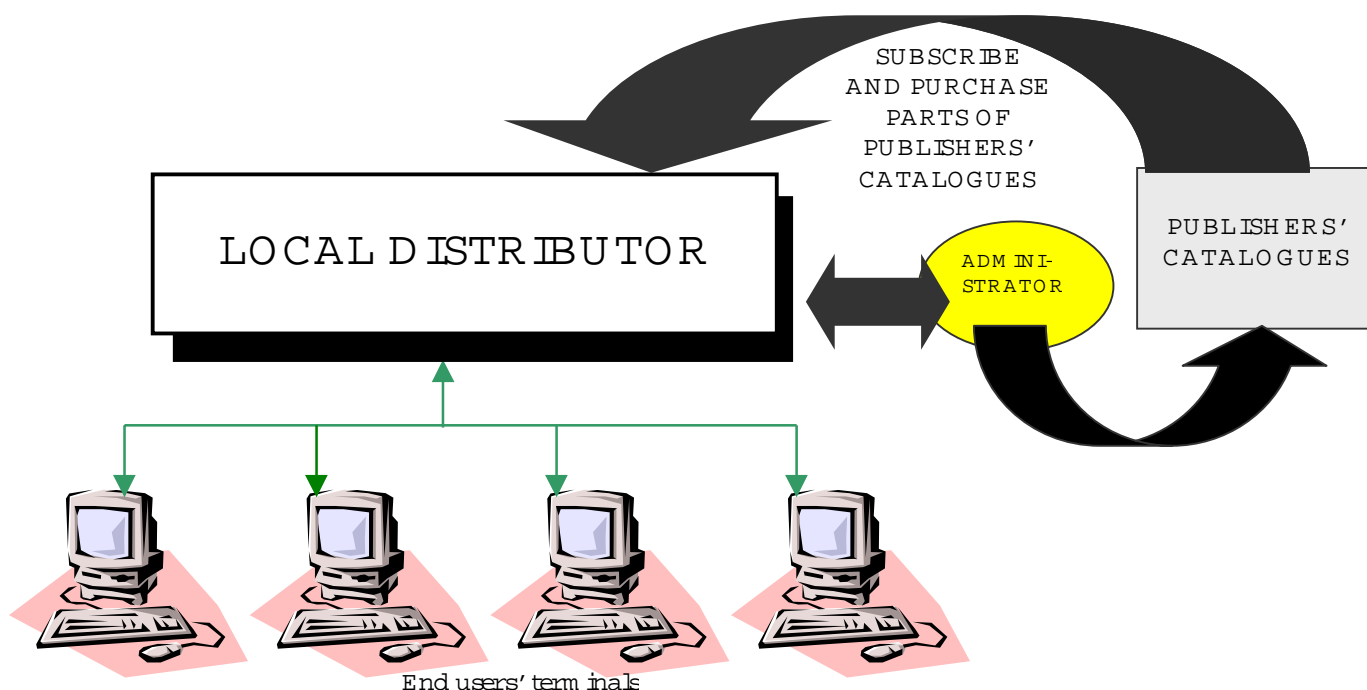 SUBSCRIBE
AND PURCHASE
PARTS OF
PUBLISHERS'
CATALOGUES
LOCAL DISTRIBUTOR
ADMINI-
STRATOR
PUBLISHERS'
CATALOGUES
End users' terminals